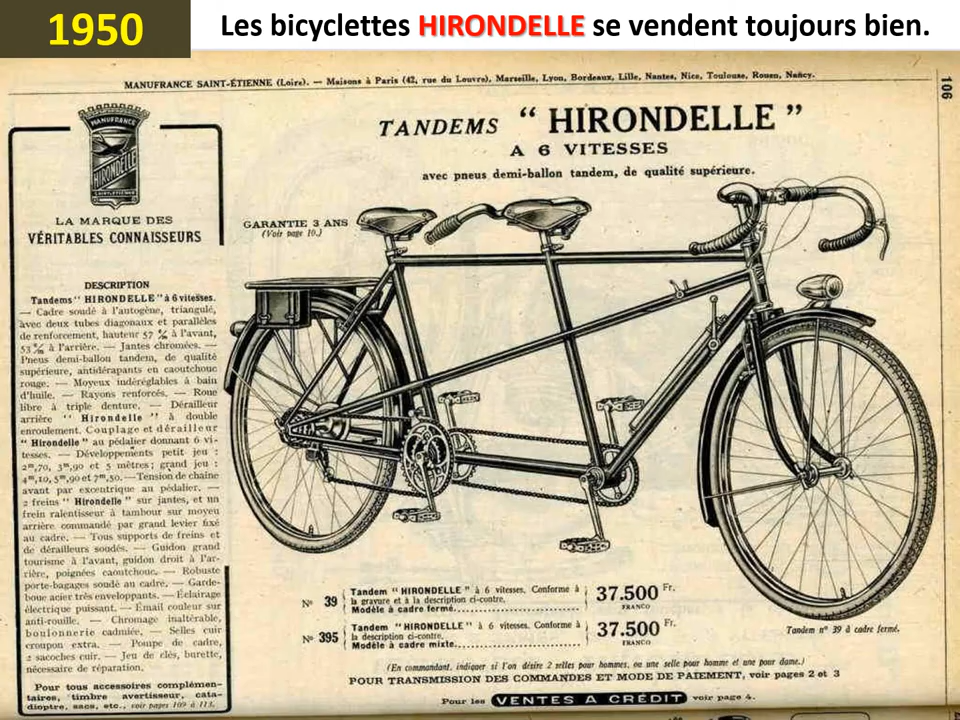 1950
Les bicyclettes HIRONDELLE se vendent toujours bien.
MANUFRANCE SAINT-ÉTIENNE (Loire). — Maisons à Paris (42, rue du Louvre), Marseille, Lyon, Bordeaux, Lille, Nantes, Nice, Toulouse, Rouen, Nancy.
106
MANUFRANCE
HIRONDELLE
SAINT-ETIENNE
LA MARQUE DES
VÉRITABLES CONNAISSEURS
TANDEMS “ HIRONDELLE ”
A 6 VITESSES
avec pneus demi-ballon tandem, de qualité supérieure.
GARANTIE 3 ANS
(Voir page 10.)
DESCRIPTION
Tandems “ HIRONDELLE ” à 6 vitesses.
— Cadre soudé à l'autogène, triangulé,
avec deux tubes diagonaux et parallèles
de renforcement, hauteur 57 c/m à l'avant,
53 c/m à l'arrière. — Jantes chromées. —
Pneus demi-ballon tandem, de qualité
supérieure, antidérapants en caoutchouc
rouge. — Moyeux indéréglables à bain
d'huile. — Rayons renforcés. — Roue
libre à triple denture. — Dérailleur
arrière “ Hirondelle ” à double
enroulement. Couplage et dérailleur
“ Hirondelle ” au pédalier donnant 6 vi-
tesses. — Développements petit jeu :
2m,70, 3m,90 et 5 mètres; grand jeu :
4m,10, 5m,90 et 7m,50. — Tension de chaîne
avant par excentrique au pédalier. —
2 freins “ Hirondelle ” sur jantes, et un
frein ralentisseur à tambour sur moyeu
arrière commandé par grand levier fixé
au cadre. — Tous supports de freins et
de dérailleurs soudés. — Guidon grand
tourisme à l'avant, guidon droit à l'ar-
rière, poignées caoutchouc. — Robuste
porte-bagages soudé au cadre. — Garde-
boue acier très enveloppants. — Éclairage
électrique puissant. — Émail couleur sur
anti-rouille. — Chromage inaltérable,
boulonnerie cadmiée. — Selles cuir
croupon extra. — Pompe de cadre,
2 sacoches cuir. — Jeu de clés, burette,
nécessaire de réparation.
Pour tous accessoires complémen-
taires, timbre avertisseur, cata-
dioptre, sacs, etc., voir pages 109 à 113.
Nº 39 Tandem “ HIRONDELLE ” à 6 vitesses. Conforme à
la gravure et à la description ci-contre.
Modèle à cadre fermé. 37.500 Fr.
FRANCO
Nº 395 Tandem “HIRONDELLE” à 6 vitesses. Conforme à
la description ci-contre.
Modèle à cadre mixte. 37.500 Fr.
FRANCO
Tandem nº 39 à cadre fermé.
(En commandant, indiquer si l'on désire 2 selles pour hommes, ou une selle pour homme et une pour dame.)
POUR TRANSMISSION DES COMMANDES ET MODE DE PAIEMENT, voir pages 2 et 3
Pour les VENTES A CRÉDIT voir page 4.